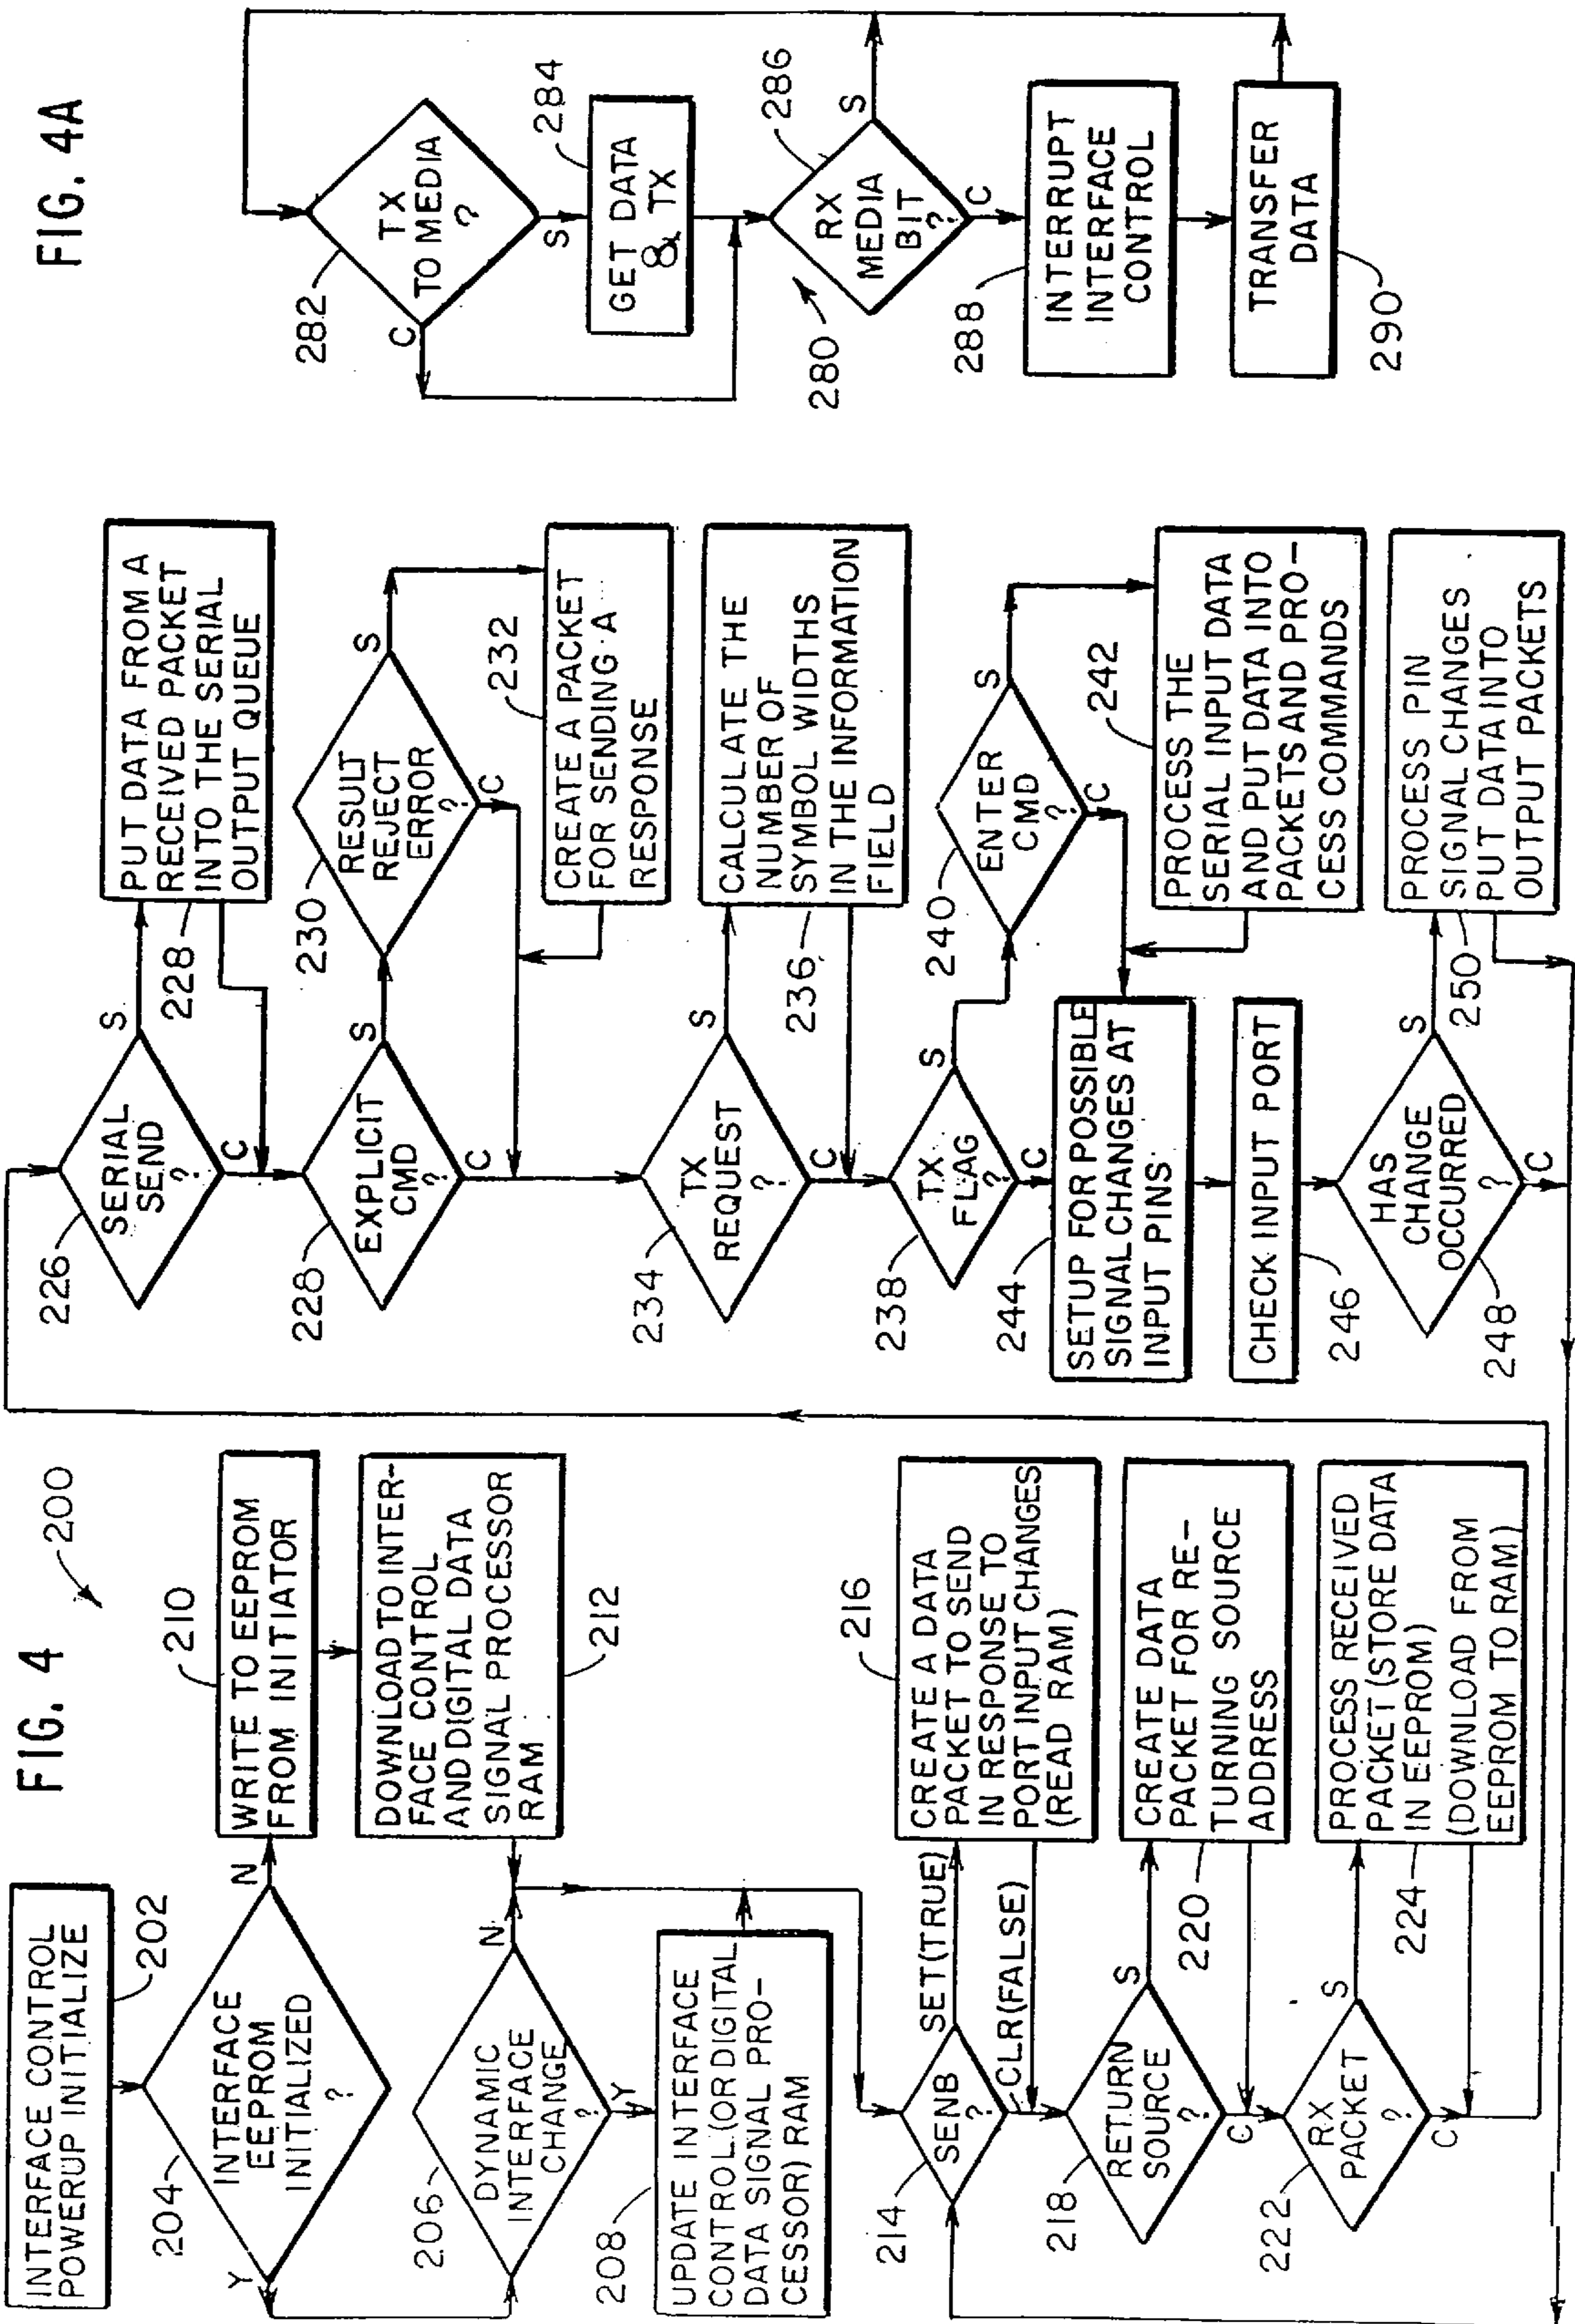 FIG. 4
200
INTERFACE CONTROL
POWERUP INITIALIZE
202
204
INTERFACE
EEPROM
INITIALIZED
?
Y
N
210
WRITE TO EEPROM
FROM INITIATOR
DOWNLOAD TO INTER-
FACE CONTROL
AND DIGITAL DATA
SIGNAL PROCESSOR
RAM
212
206
DYNAMIC
INTERFACE
CHANGE
?
N
Y
208
UPDATE INTERFACE
CONTROL (OR DIGITAL
DATA SIGNAL PRO-
CESSOR) RAM
214
SENB
?
SET(TRUE)
CLR(FALSE)
216
CREATE A DATA
PACKET TO SEND
IN RESPONSE TO
PORT INPUT CHANGES
(READ RAM)
218
RETURN
SOURCE
?
S
C
220
CREATE DATA
PACKET FOR RE-
TURNING SOURCE
ADDRESS
222
RX
PACKET
?
S
C
224
PROCESS RECEIVED
PACKET (STORE DATA
IN EEPROM)
(DOWNLOAD FROM
EEPROM TO RAM)
226
SERIAL
SEND
?
S
C
228
PUT DATA FROM A
RECEIVED PACKET
INTO THE SERIAL
OUTPUT QUEUE
228
EXPLICIT
CMD
?
S
C
230
RESULT
REJECT
ERROR
?
S
C
232
CREATE A PACKET
FOR SENDING A
RESPONSE
234
TX
REQUEST
?
S
C
236
CALCULATE THE
NUMBER OF
SYMBOL WIDTHS
IN THE INFORMATION
FIELD
238
TX
FLAG
?
S
C
240
ENTER
CMD
?
S
C
242
PROCESS THE
SERIAL INPUT DATA
AND PUT DATA INTO
PACKETS AND PRO-
CESS COMMANDS
244
SETUP FOR POSSIBLE
SIGNAL CHANGES AT
INPUT PINS
CHECK INPUT PORT
246
HAS
CHANGE
OCCURRED
?
248
S
C
250
PROCESS PIN
SIGNAL CHANGES
PUT DATA INTO
OUTPUT PACKETS
FIG. 4A
282
TX
TO MEDIA
?
C
S
284
GET DATA
& TX
280
286
RX
MEDIA
BIT
?
S
C
288
INTERRUPT
INTERFACE
CONTROL
TRANSFER
DATA
290